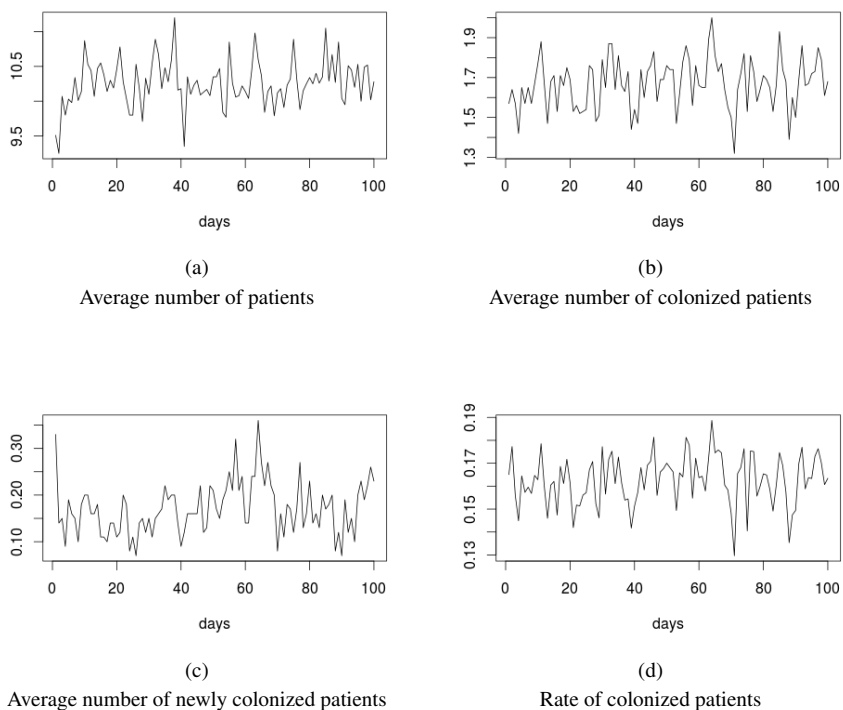 9.5 10.5
0 20 40 60 80 100
days
(a)
Average number of patients
1.3 1.5 1.7 1.9
0 20 40 60 80 100
days
(b)
Average number of colonized patients
0.10 0.20 0.30
0 20 40 60 80 100
days
(c)
Average number of newly colonized patients
0.13 0.15 0.17 0.19
0 20 40 60 80 100
days
(d)
Rate of colonized patients